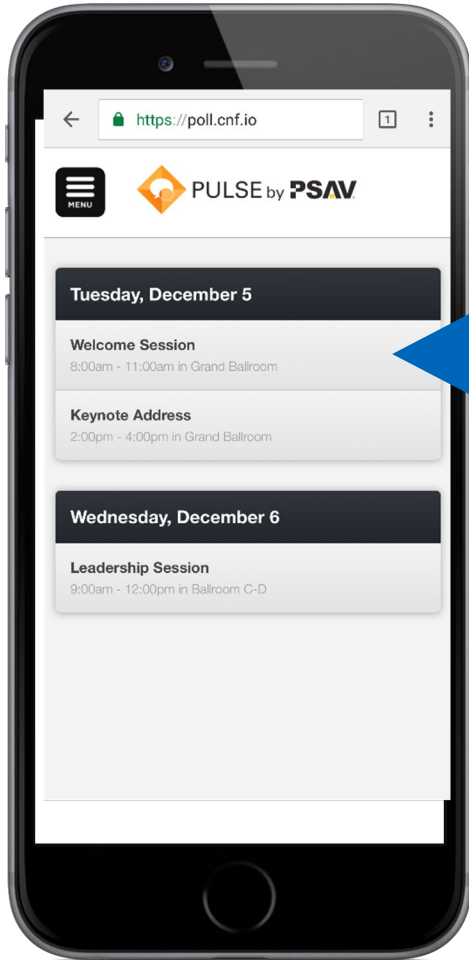 https://poll.cnf.io
1
MENU
PULSE by PSAV
Tuesday, December 5
Welcome Session
8:00am - 11:00am in Grand Ballroom
Keynote Address
2:00pm - 4:00pm in Grand Ballroom
Wednesday, December 6
Leadership Session
9:00am - 12:00pm in Ballroom C-D